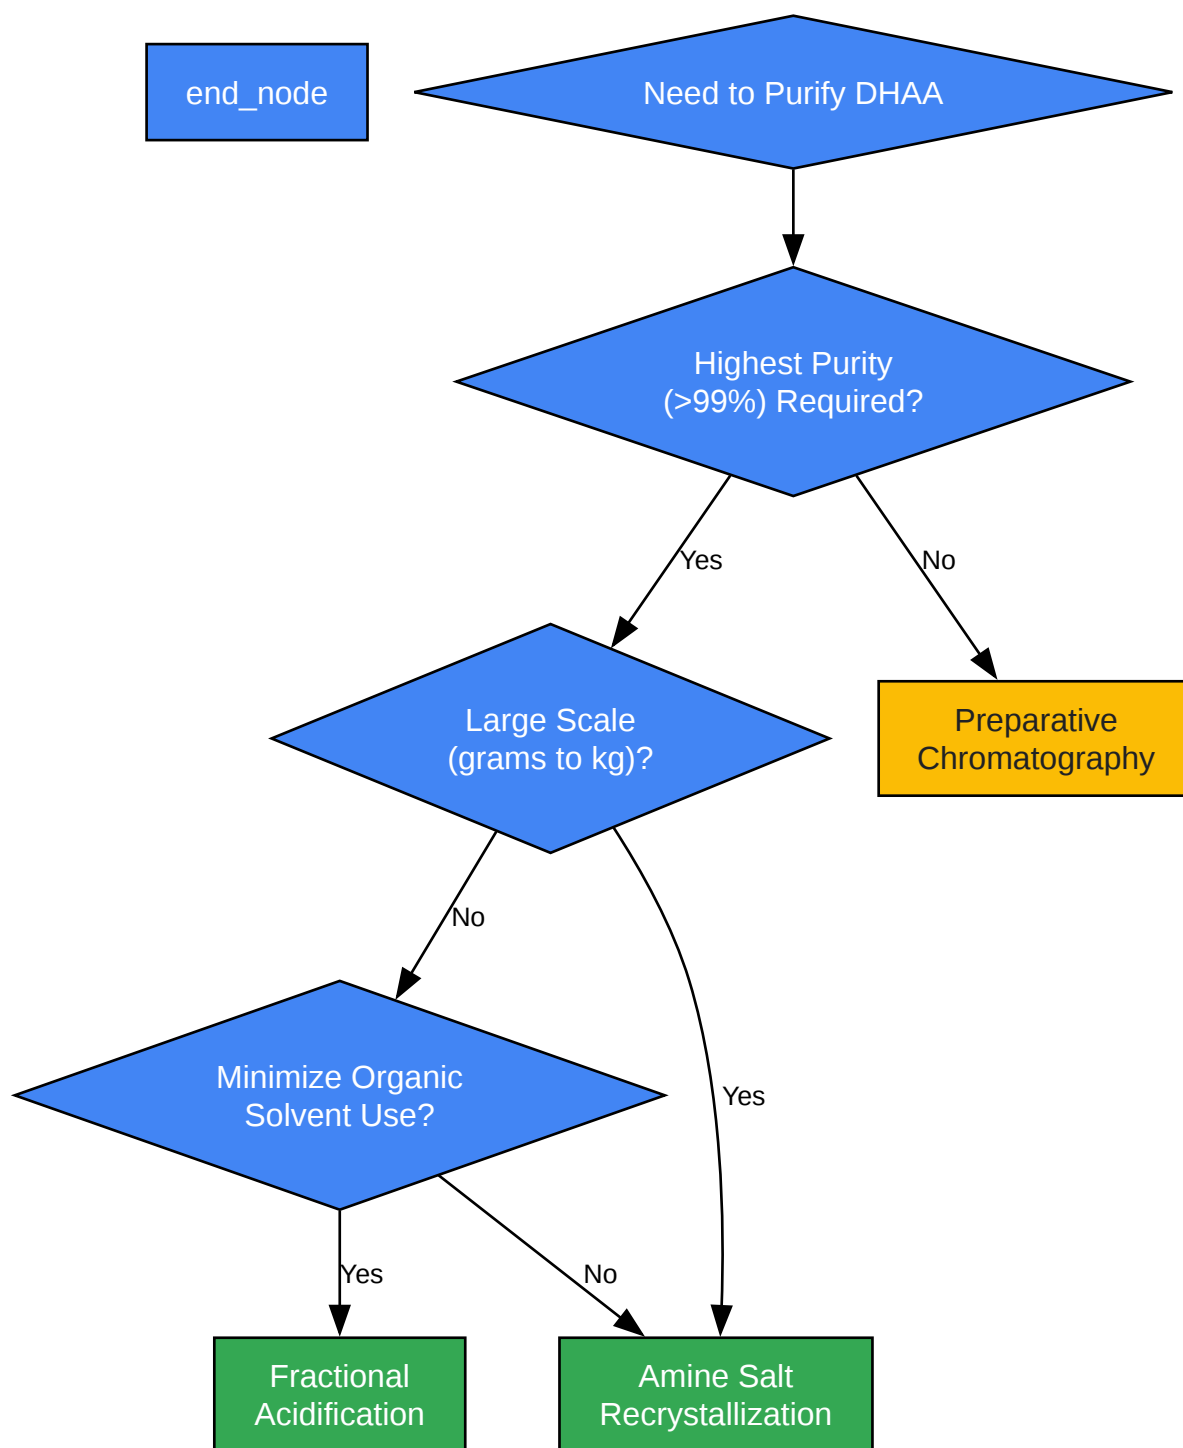 end_node
Need to Purify DHAA
Highest Purity
(>99%) Required?
Yes
No
Large Scale
(grams to kg)?
Preparative
Chromatography
No
Yes
Minimize Organic
Solvent Use?
Yes
No
Fractional
Acidification
Amine Salt
Recrystallization